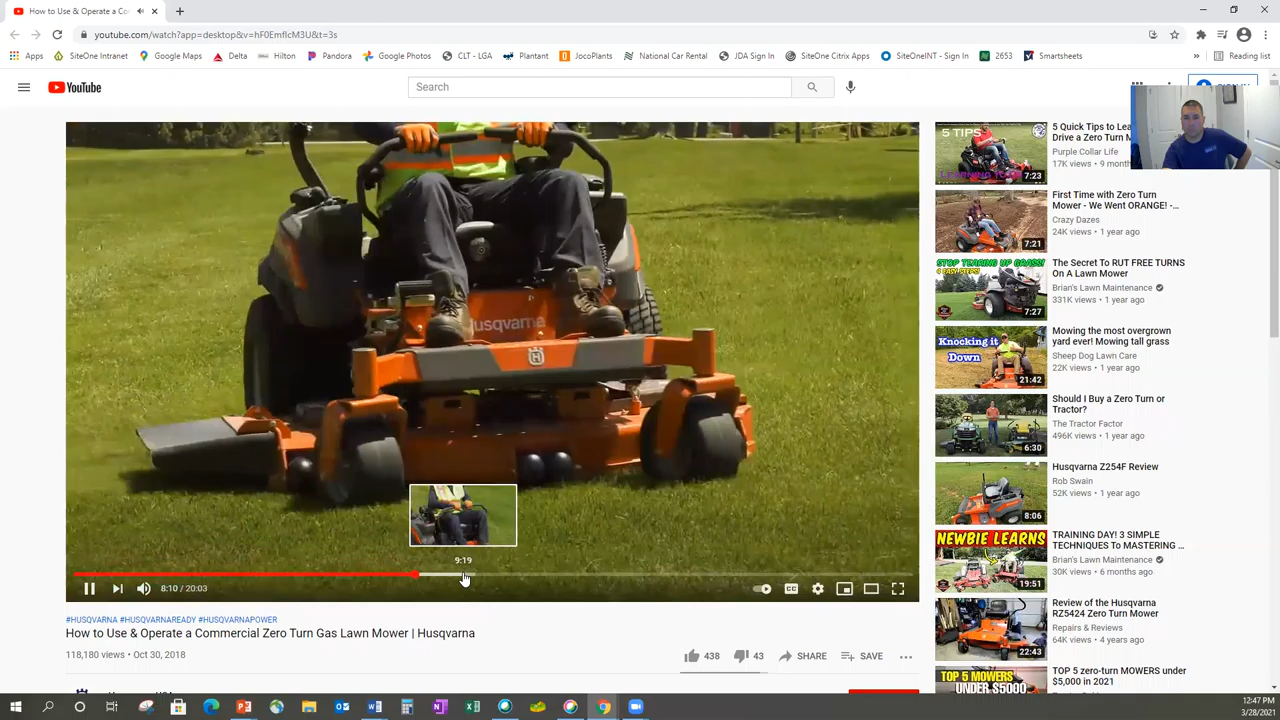 How to Use & Operate a Co
youtube.com/watch?app=desktop&v=hF0EmflcM3U&t=3s
Apps
SiteOne Intranet
Google Maps
Delta
Hilton
Pandora
Google Photos
CLT - LGA
Plantant
JocoPlants
National Car Rental
JDA Sign In
SiteOne Citrix Apps
SiteOneINT - Sign In
2653
Smartsheets
»
Reading list
YouTube
Search
husqvarna
9:19
8:10 / 20:03
#HUSQVARNA #HUSQVARNAREADY #HUSQVARNAPOWER
How to Use & Operate a Commercial Zero Turn Gas Lawn Mower | Husqvarna
118,180 views • Oct 30, 2018
438
43
SHARE
SAVE
5 TIPS
7:23
5 Quick Tips to Lea
Drive a Zero Turn M
Purple Collar Life
17K views • 9 month
7:21
First Time with Zero Turn
Mower - We Went ORANGE! -...
Crazy Dazes
24K views • 1 year ago
STOP TEARING UP GRASS!
4 EASY STEPS!
7:27
The Secret To RUT FREE TURNS
On A Lawn Mower
Brian's Lawn Maintenance
331K views • 1 year ago
Knocking it
Down
21:42
Mowing the most overgrown
yard ever! Mowing tall grass
Sheep Dog Lawn Care
22K views • 1 year ago
6:30
Should I Buy a Zero Turn or
Tractor?
The Tractor Factor
496K views • 1 year ago
8:06
Husqvarna Z254F Review
Rob Swain
52K views • 1 year ago
NEWBIE LEARNS
19:51
TRAINING DAY! 3 SIMPLE
TECHNIQUES To MASTERING ...
Brian's Lawn Maintenance
30K views • 6 months ago
22:43
Review of the Husqvarna
RZ5424 Zero Turn Mower
Repairs & Reviews
64K views • 4 years ago
TOP 5 MOWERS
UNDER $5000
TOP 5 zero-turn MOWERS under
$5,000 in 2021
12:47 PM
3/28/2021